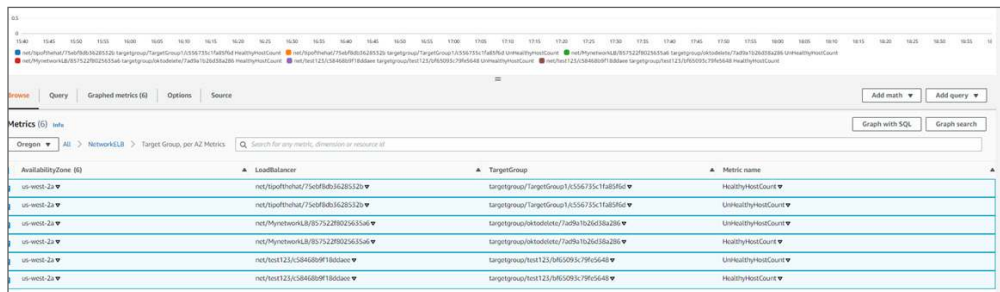 0.5
0
15:40 15:45 15:50 15:55 16:00 16:05 16:10 16:15 16:20 16:25 16:30 16:35 16:40 16:45 16:50 16:55 17:00 17:05 17:10 17:15 17:20 17:25 17:30 17:35 17:40 17:45 17:50 17:55 18:00 18:05 18:10 18:15 18:20 18:25 18:30 18:35
net/tipofthehat/75ebf8db3628532b targetgroup/TargetGroup1/c556735c1fa85f6d HealthyHostCount net/tipofthehat/75ebf8db3628532b targetgroup/TargetGroup1/c556735c1fa85f6d UnHealthyHostCount net/MynetworkLB/857522f8025635a6 targetgroup/oktodelete/7ad9a1b26d38a286 UnHealthyHostCount
net/MynetworkLB/857522f8025635a6 targetgroup/oktodelete/7ad9a1b26d38a286 HealthyHostCount net/test123/c58468b9f18ddaee targetgroup/test123/bf65093c79fe5648 UnHealthyHostCount net/test123/c58468b9f18ddaee targetgroup/test123/bf65093c79fe5648 HealthyHostCount
Browse Query Graphed metrics (6) Options Source Add math Add query
Metrics (6) Info Graph with SQL Graph search
Oregon All > NetworkELB > Target Group, per AZ Metrics Search for any metric, dimension or resource id
AvailabilityZone (6) LoadBalancer TargetGroup Metric name
us-west-2a net/tipofthehat/75ebf8db3628532b targetgroup/TargetGroup1/c556735c1fa85f6d HealthyHostCount
us-west-2a net/tipofthehat/75ebf8db3628532b targetgroup/TargetGroup1/c556735c1fa85f6d UnHealthyHostCount
us-west-2a net/MynetworkLB/857522f8025635a6 targetgroup/oktodelete/7ad9a1b26d38a286 UnHealthyHostCount
us-west-2a net/MynetworkLB/857522f8025635a6 targetgroup/oktodelete/7ad9a1b26d38a286 HealthyHostCount
us-west-2a net/test123/c58468b9f18ddaee targetgroup/test123/bf65093c79fe5648 UnHealthyHostCount
us-west-2a net/test123/c58468b9f18ddaee targetgroup/test123/bf65093c79fe5648 HealthyHostCount